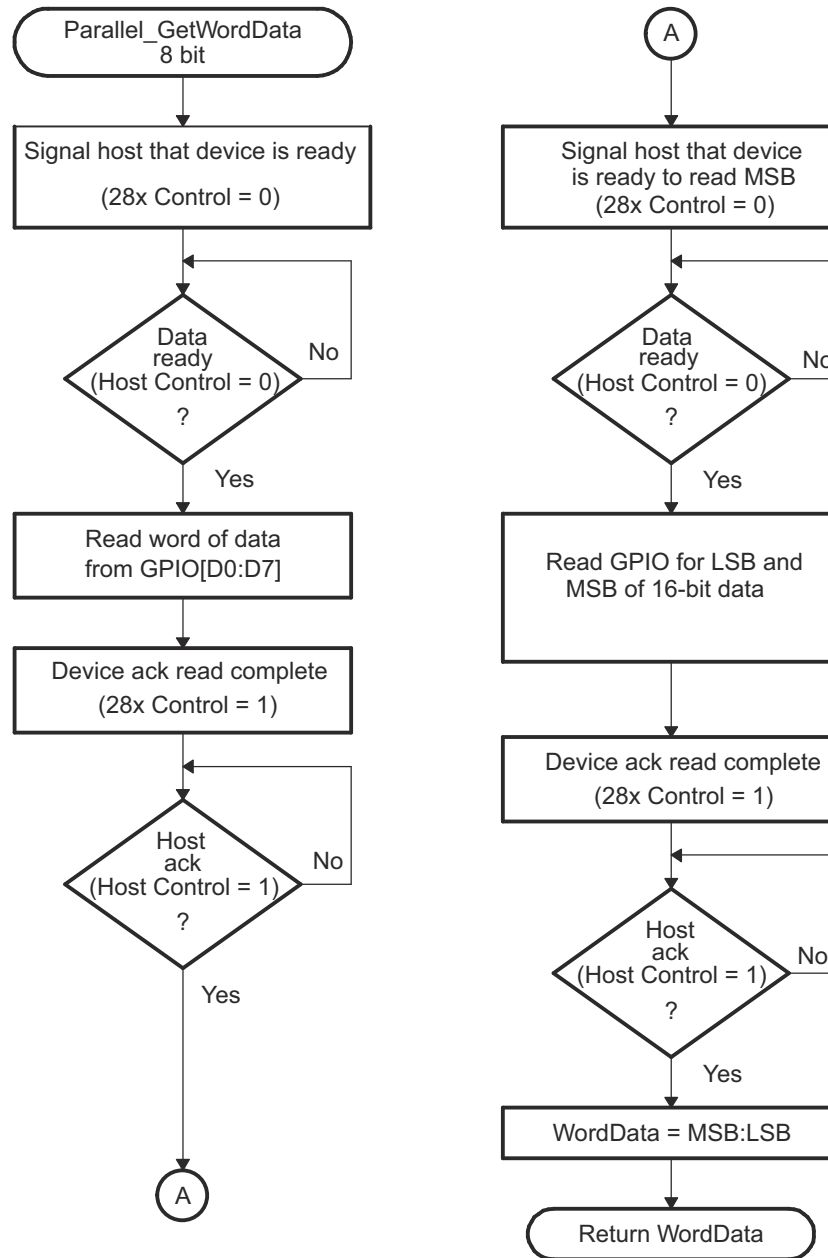 Parallel_GetWordData
8 bit
Signal host that device is ready
(28x Control = 0)
Data
ready
(Host Control = 0)
?
No
Yes
Read word of data
from GPIO[D0:D7]
Device ack read complete
(28x Control = 1)
Host
ack
(Host Control = 1)
?
No
Yes
A
A
Signal host that device
is ready to read MSB
(28x Control = 0)
Data
ready
(Host Control = 0)
?
No
Yes
Read GPIO for LSB and
MSB of 16-bit data
Device ack read complete
(28x Control = 1)
Host
ack
(Host Control = 1)
?
No
Yes
WordData = MSB:LSB
Return WordData